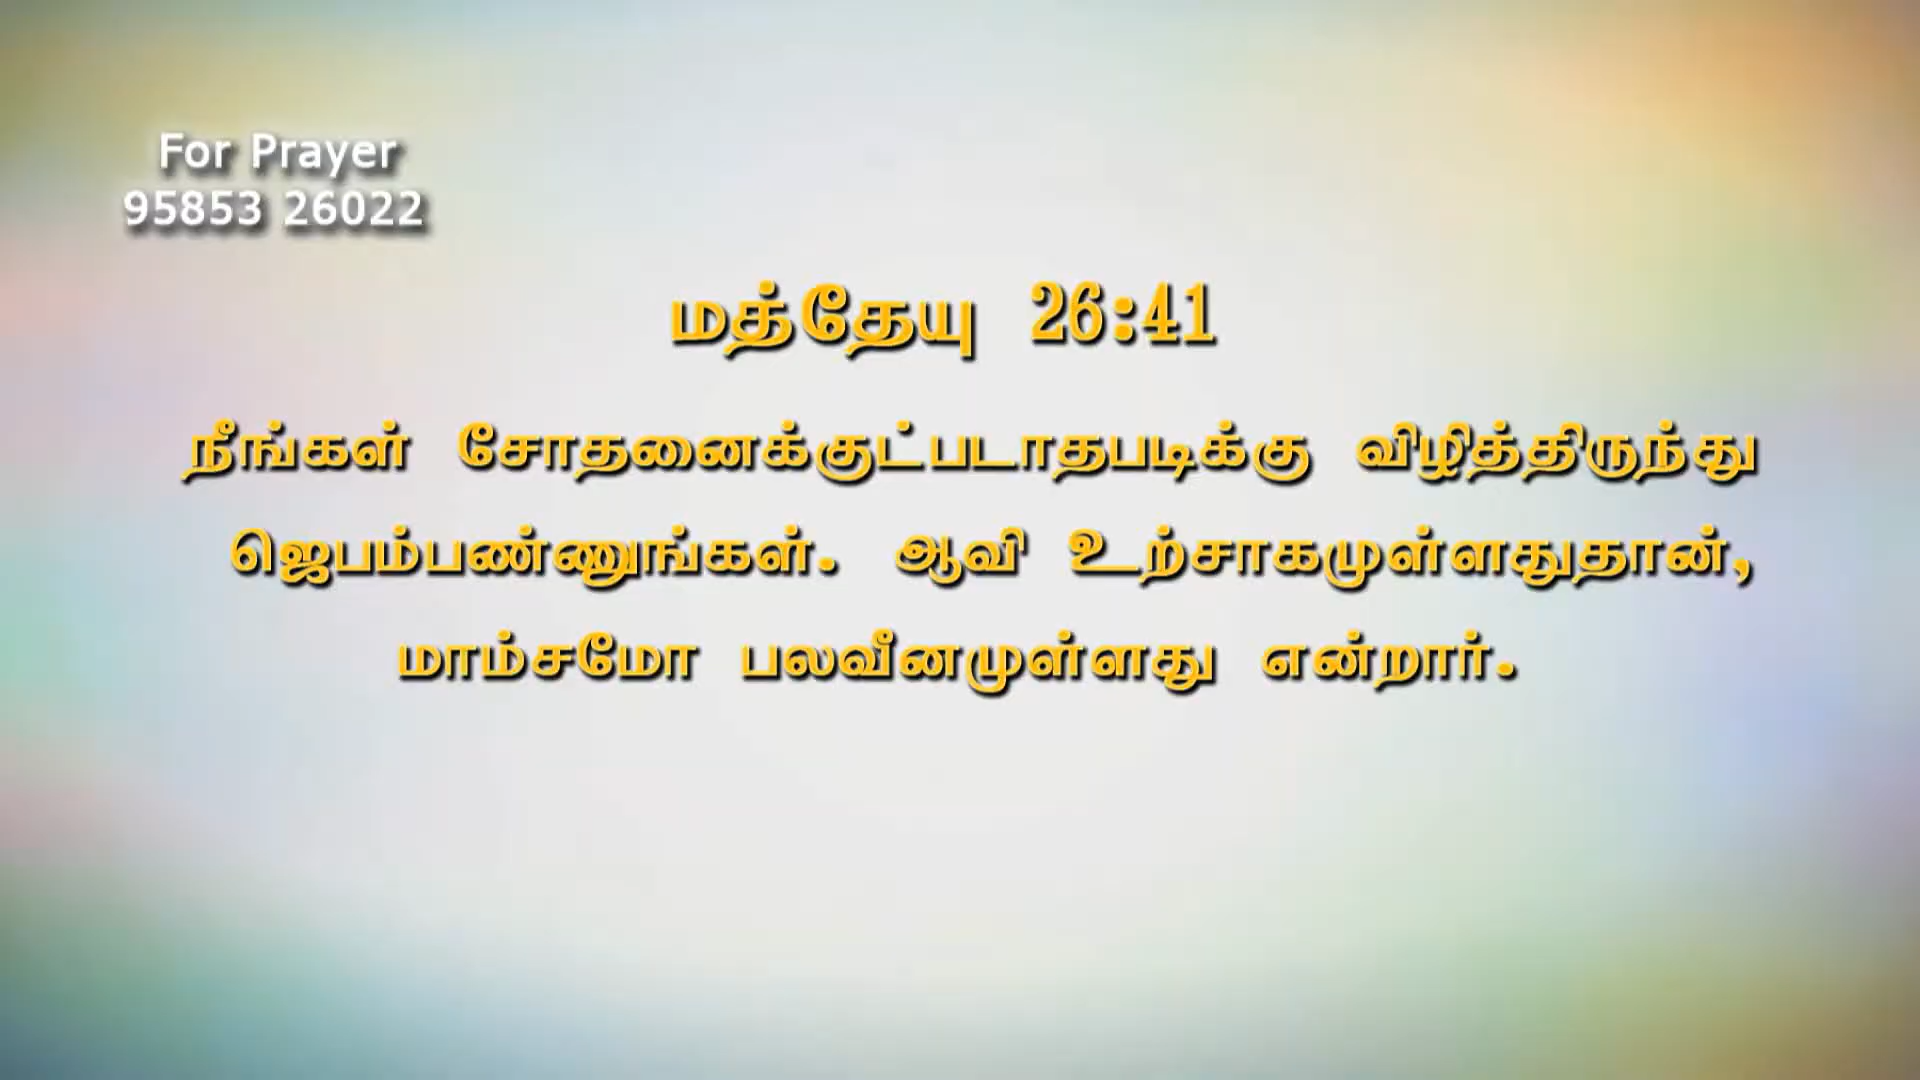 For Prayer
95853 26022
மத்தேயு 26:41
நீங்கள் சோதனைக்குட்படாதபடிக்கு விழித்திருந்து
ஜெபம்பண்ணுங்கள். ஆவி உற்சாகமுள்ளதுதான்,
மாம்சமோ பலவீனமுள்ளது என்றார்.